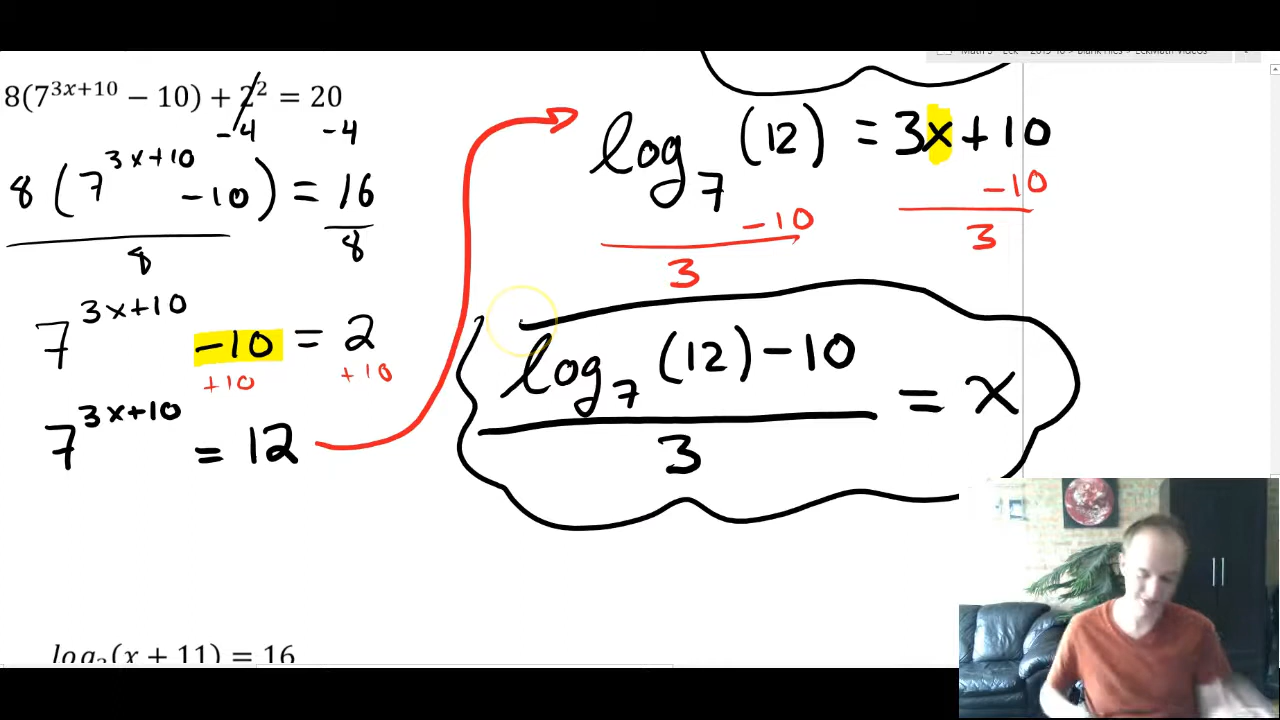 8(7^{3x+10} − 10) + 2^2 = 20
-4 -4
8(7^{3x+10} -10) = 16
8 8
7^{3x+10} -10 = 2
+10 +10
7^{3x+10} = 12
log_7 (12) = 3x+10
-10 -10
3 3
log_7 (12) -10 = x
3
(x + 11) = 16